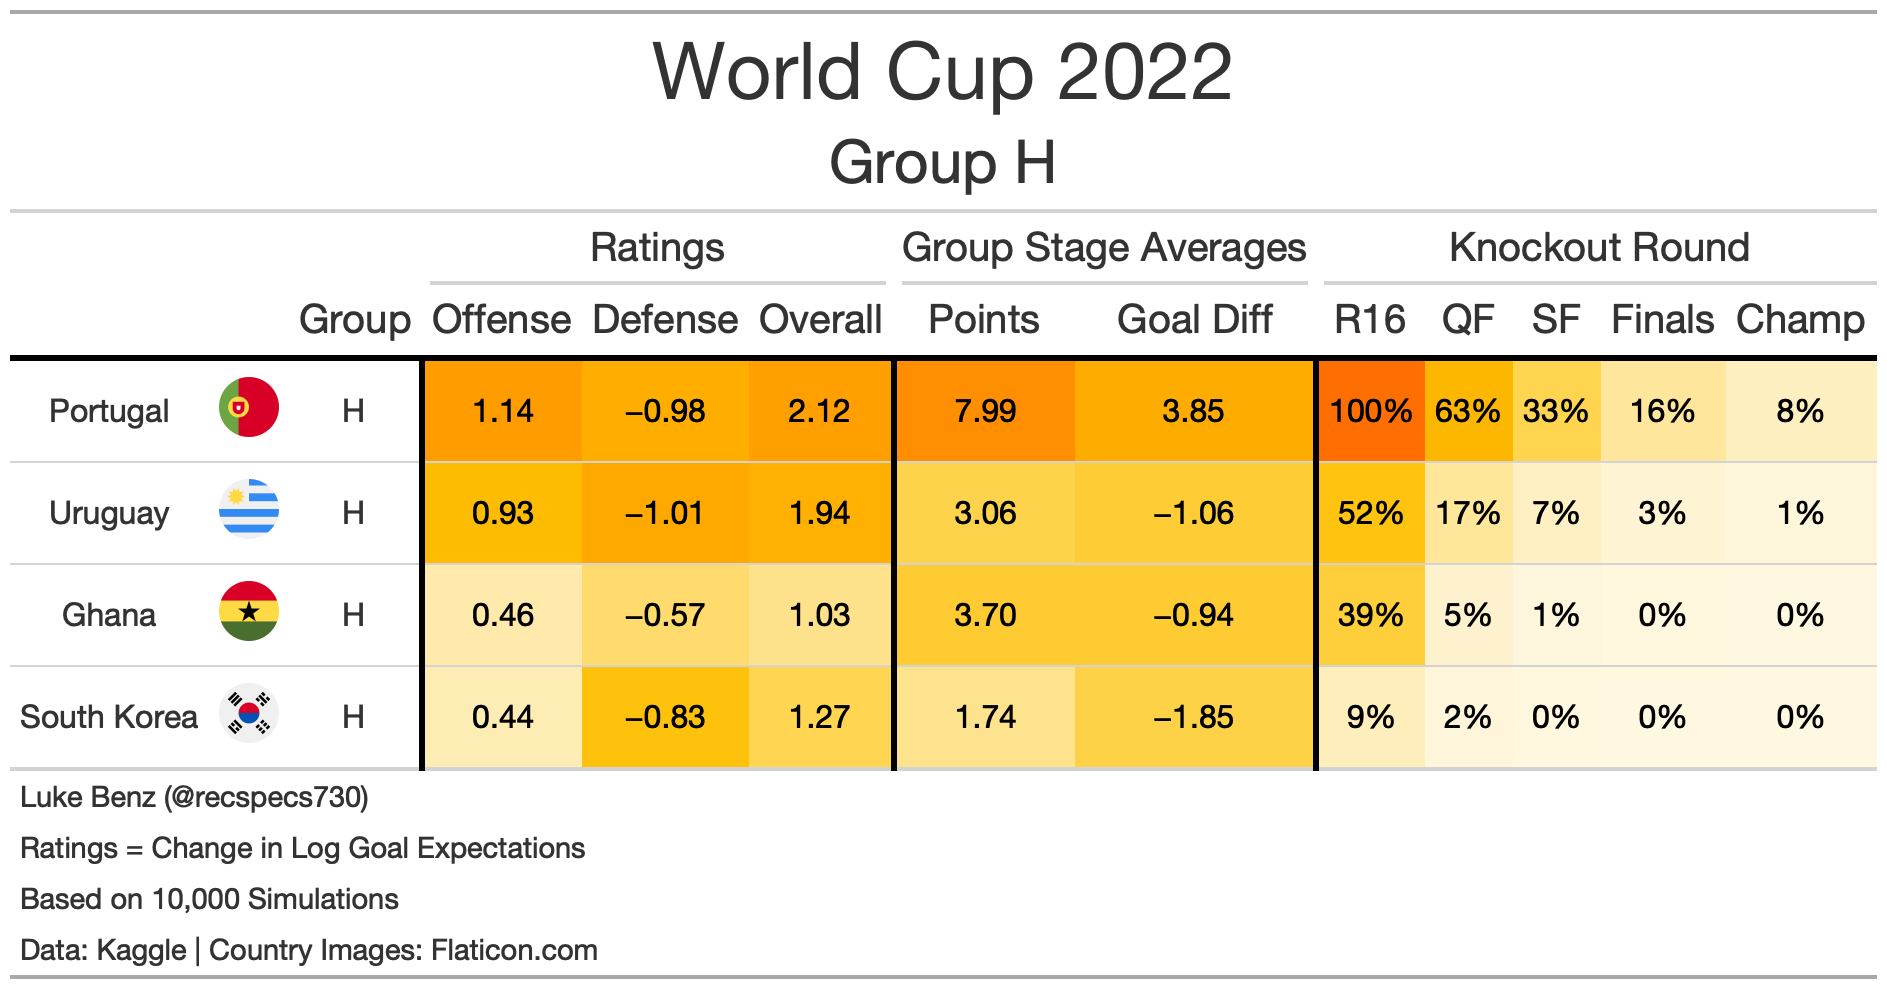 World Cup 2022
Group H
Ratings Group Stage Averages Knockout Round
Group Offense Defense Overall Points Goal Diff R16 QF SF Finals Champ
Portugal H 1.14 −0.98 2.12 7.99 3.85 100% 63% 33% 16% 8%
Uruguay H 0.93 −1.01 1.94 3.06 −1.06 52% 17% 7% 3% 1%
Ghana H 0.46 −0.57 1.03 3.70 −0.94 39% 5% 1% 0% 0%
South Korea H 0.44 −0.83 1.27 1.74 −1.85 9% 2% 0% 0% 0%
Luke Benz (@recspecs730)
Ratings = Change in Log Goal Expectations
Based on 10,000 Simulations
Data: Kaggle | Country Images: Flaticon.com